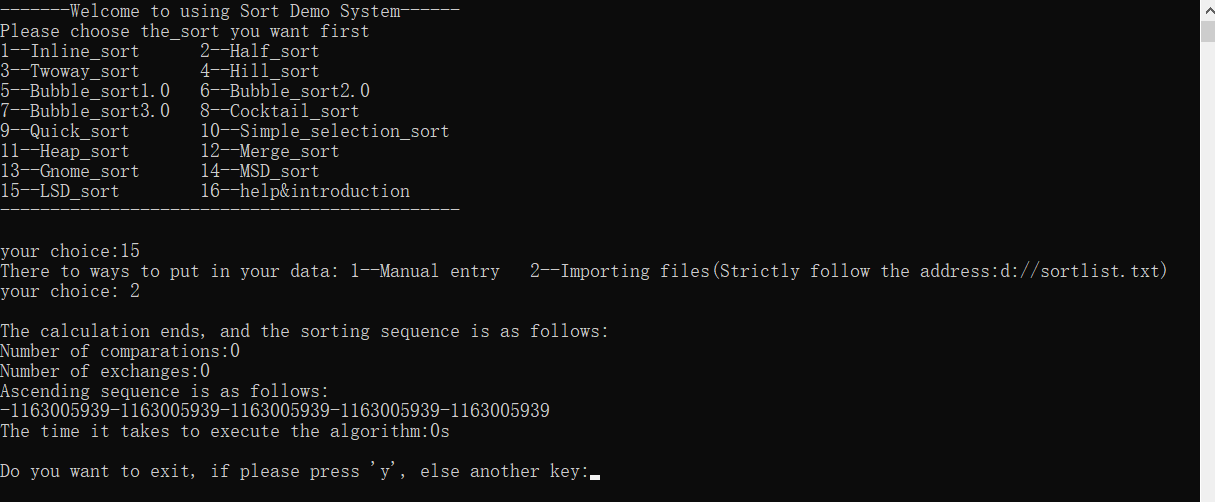 -------Welcome to using Sort Demo System------
Please choose the_sort you want first
1--Inline_sort      2--Half_sort
3--Twoway_sort      4--Hill_sort
5--Bubble_sort1.0   6--Bubble_sort2.0
7--Bubble_sort3.0   8--Cocktail_sort
9--Quick_sort       10--Simple_selection_sort
11--Heap_sort       12--Merge_sort
13--Gnome_sort      14--MSD_sort
15--LSD_sort        16--help&introduction
----------------------------------------------
your choice:15
There to ways to put in your data: 1--Manual entry   2--Importing files(Strictly follow the address:d://sortlist.txt)
your choice: 2
The calculation ends, and the sorting sequence is as follows:
Number of comparations:0
Number of exchanges:0
Ascending sequence is as follows:
-1163005939-1163005939-1163005939-1163005939-1163005939
The time it takes to execute the algorithm:0s
Do you want to exit, if please press 'y', else another key: